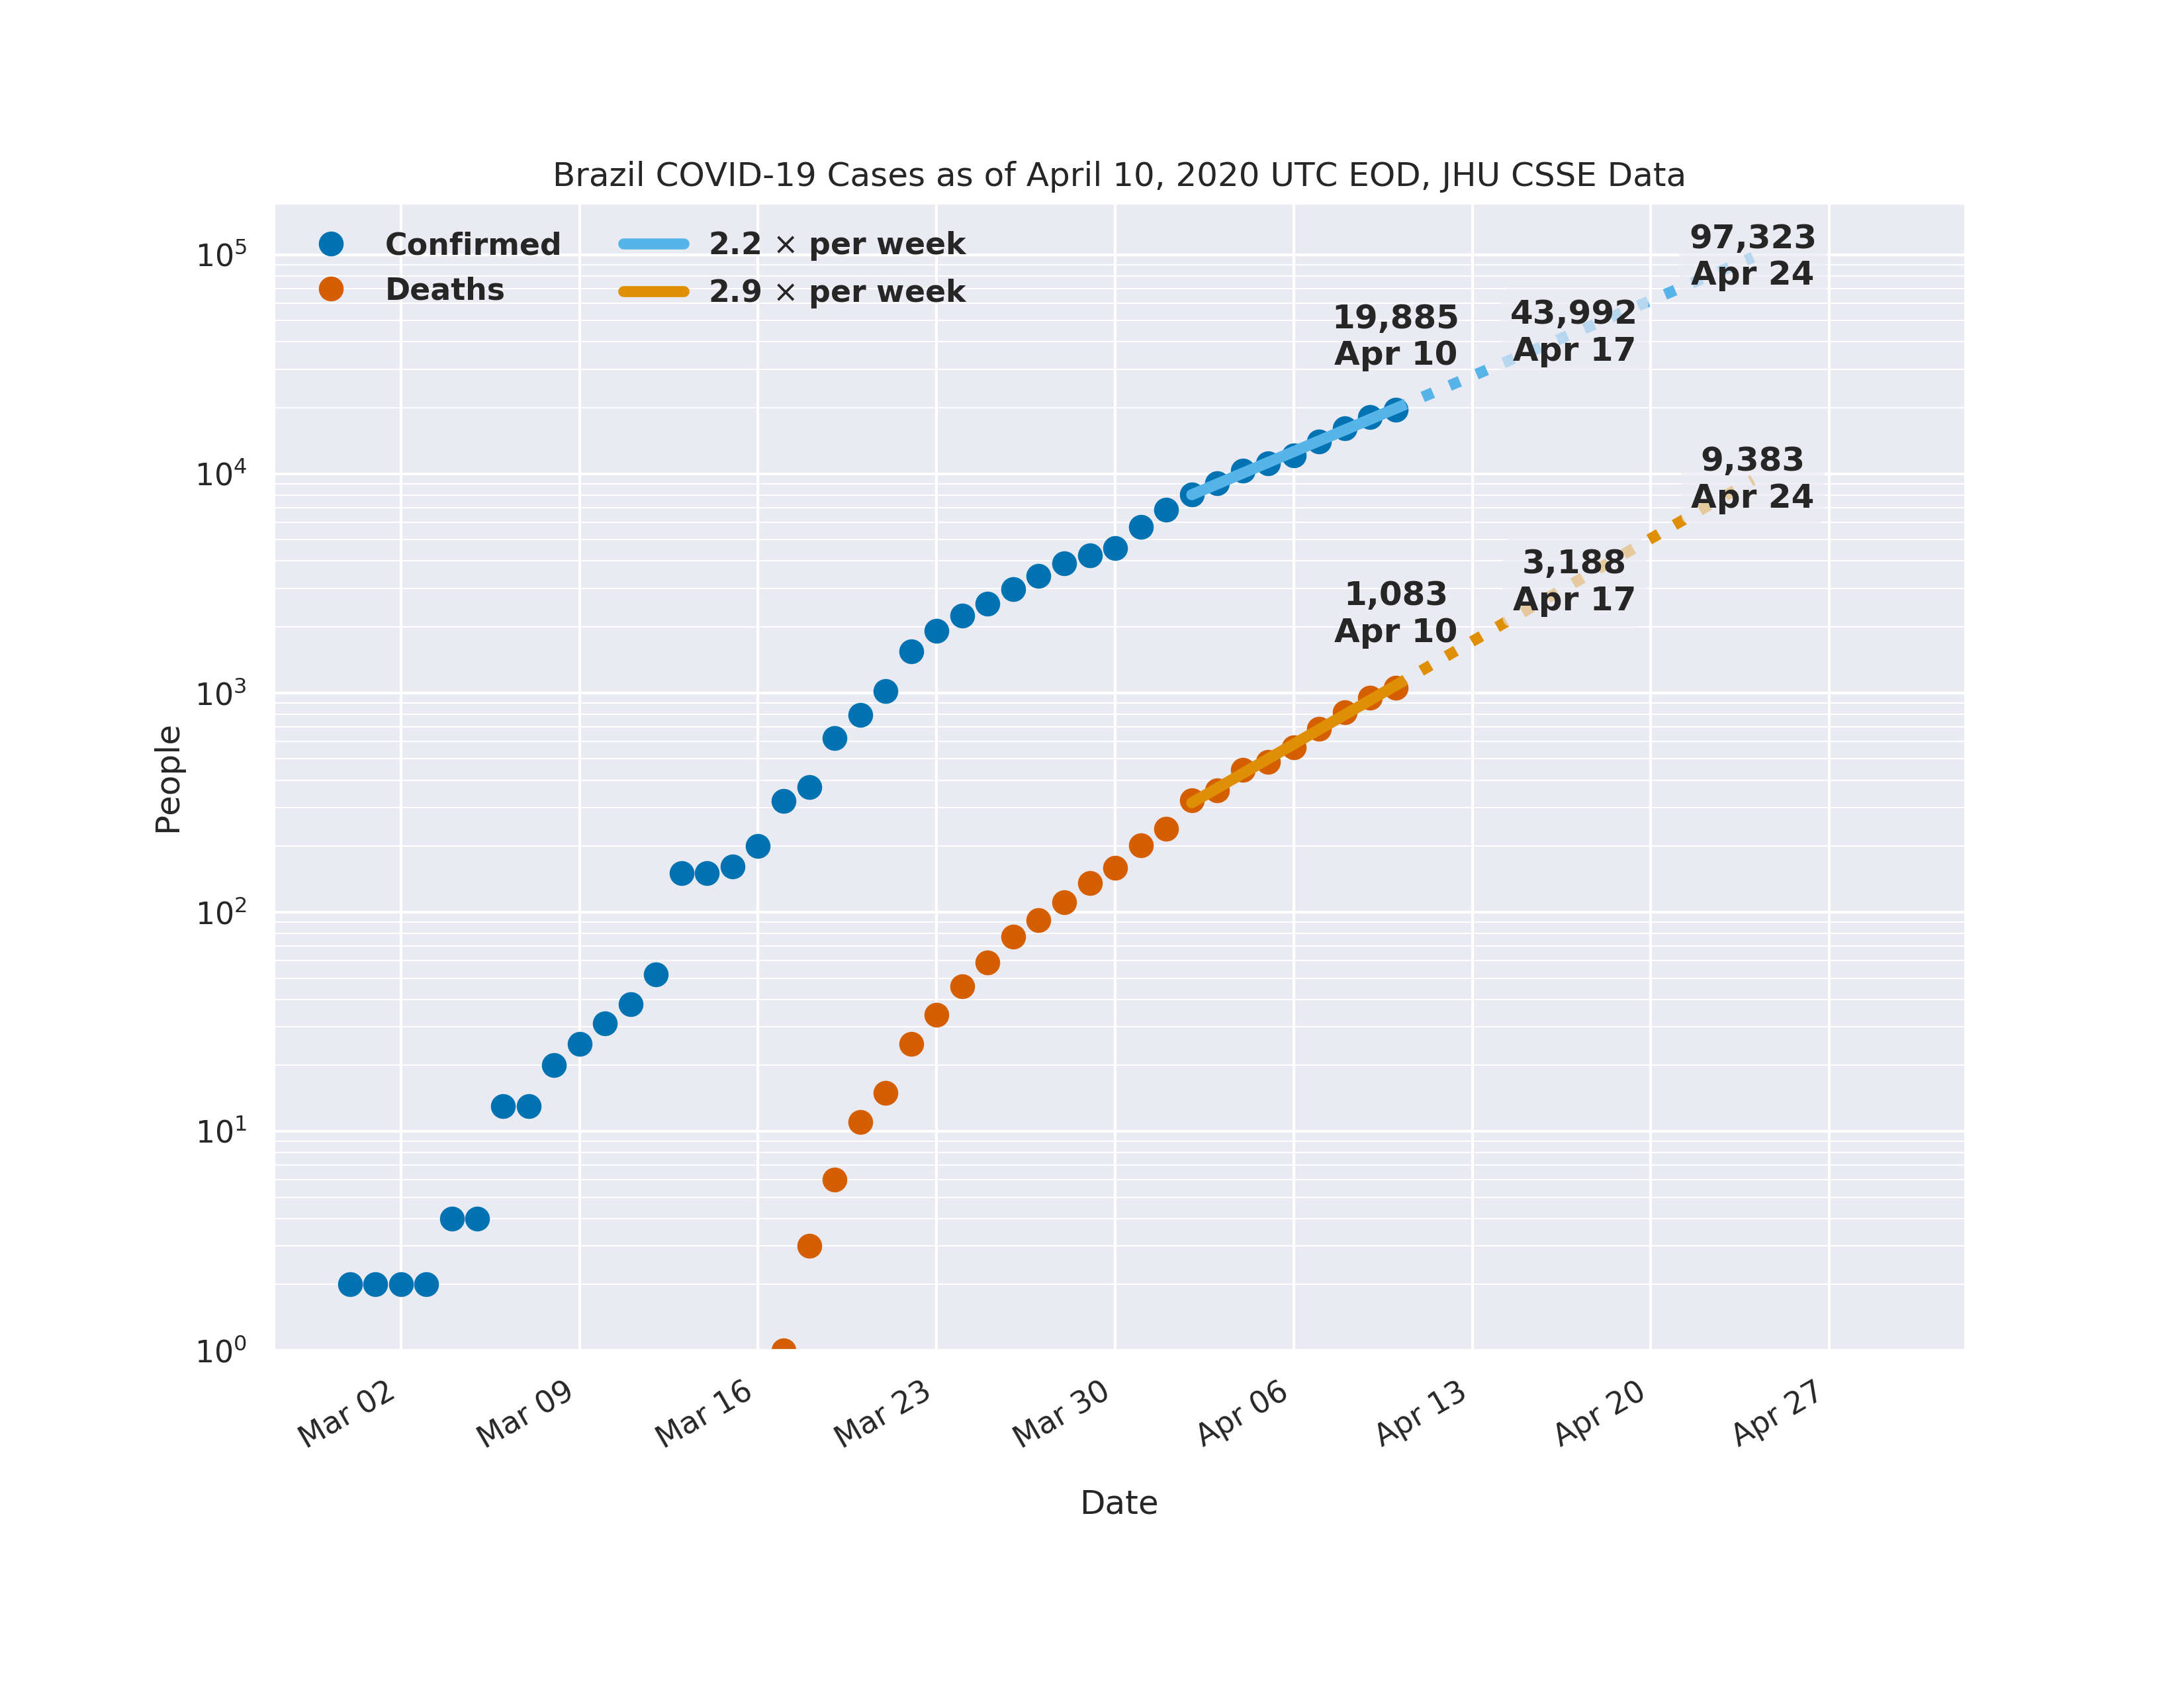 Brazil COVID-19 Cases as of April 10, 2020 UTC EOD, JHU CSSE Data
Confirmed
Deaths
2.2 × per week
2.9 × per week
97,323
Apr 24
19,885
Apr 10
43,992
Apr 17
9,383
Apr 24
3,188
Apr 17
1,083
Apr 10
People
10⁵
10⁴
10³
10²
10¹
10⁰
Mar 02
Mar 09
Mar 16
Mar 23
Mar 30
Apr 06
Apr 13
Apr 20
Apr 27
Date